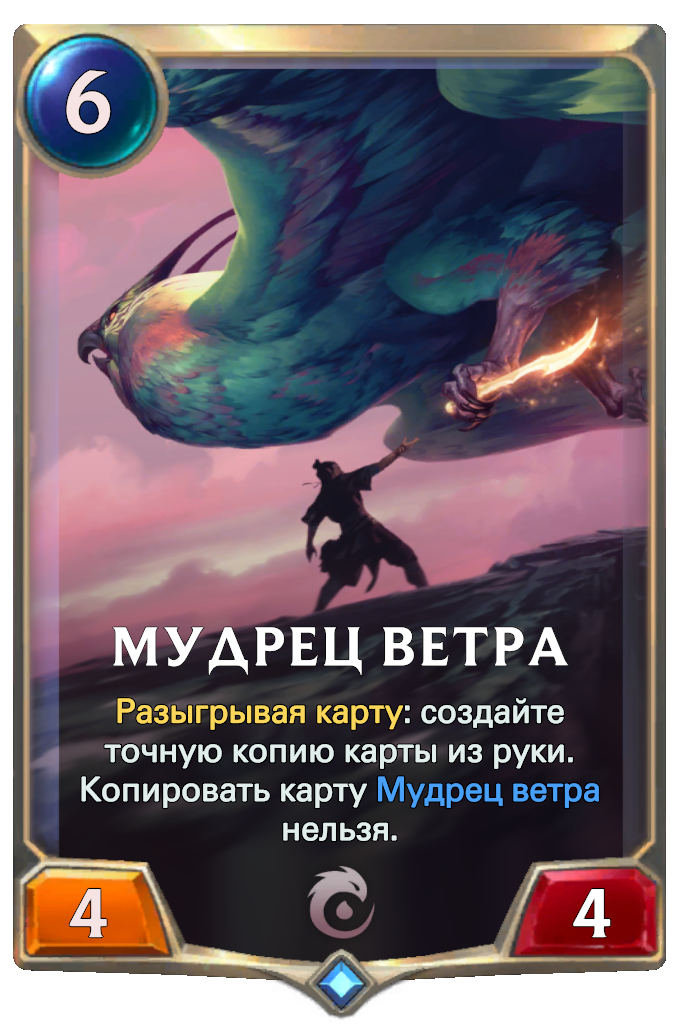 6
МУДРЕЦ ВЕТРА
Разыгрывая карту: создайте
точную копию карты из руки.
Копировать карту Мудрец ветра
нельзя.
4
4